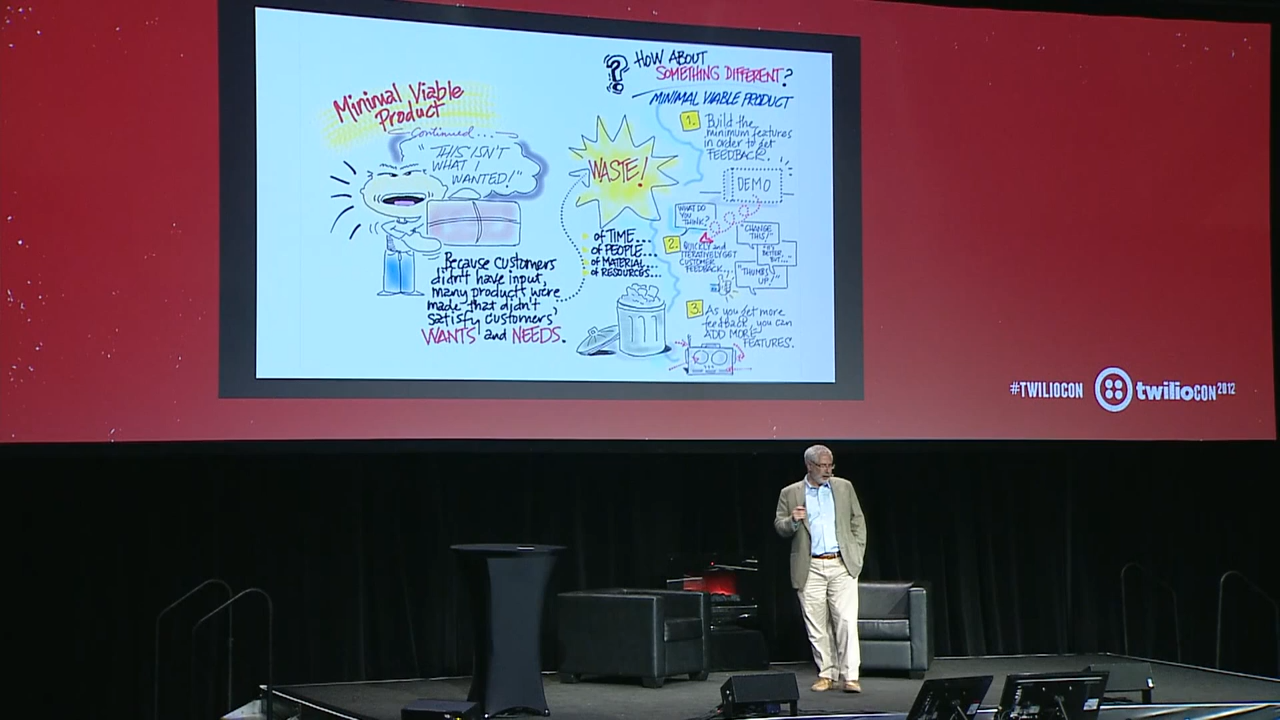 Minimal Viable
Product
Continued...
"THIS ISN'T
WHAT I
WANTED!"
Because customers
didn't have input,
many products were
made that didn't
satisfy customers'
WANTS and NEEDS.
WASTE!
of TIME...
of PEOPLE...
of MATERIAL...
of RESOURCES...
? HOW ABOUT
SOMETHING DIFFERENT?
MINIMAL VIABLE PRODUCT
1. Build the
minimum features
in order to get
FEEDBACK.
DEMO
WHAT DO
YOU
THINK?
2. QUICKLY and
ITERATIVELY GET
CUSTOMER
FEEDBACK...
"CHANGE
THIS!"
"IT'S
BETTER,
BUT..."
"THUMBS
UP!"
3. As you get more
feedback, you can
ADD MORE
FEATURES.
#TWILIOCON
twilioCON 2012